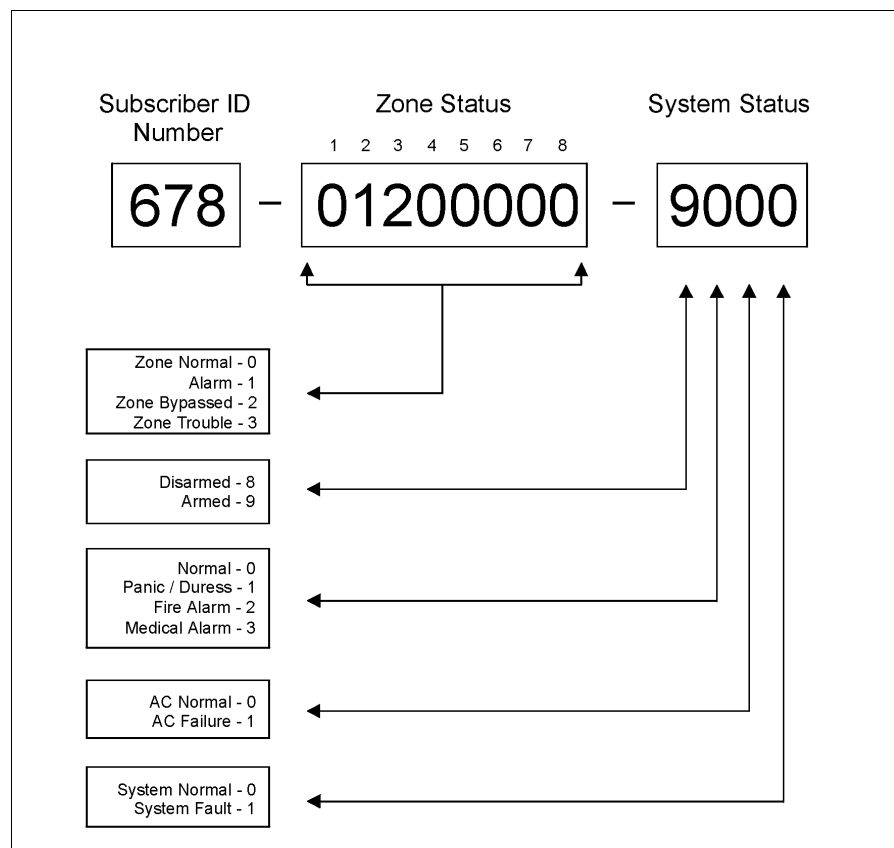 Subscriber ID
Number
Zone Status
System Status
1 2 3 4 5 6 7 8
678 – 01200000 – 9000
Zone Normal - 0
Alarm - 1
Zone Bypassed - 2
Zone Trouble - 3
Disarmed - 8
Armed - 9
Normal - 0
Panic / Duress - 1
Fire Alarm - 2
Medical Alarm - 3
AC Normal - 0
AC Failure - 1
System Normal - 0
System Fault - 1